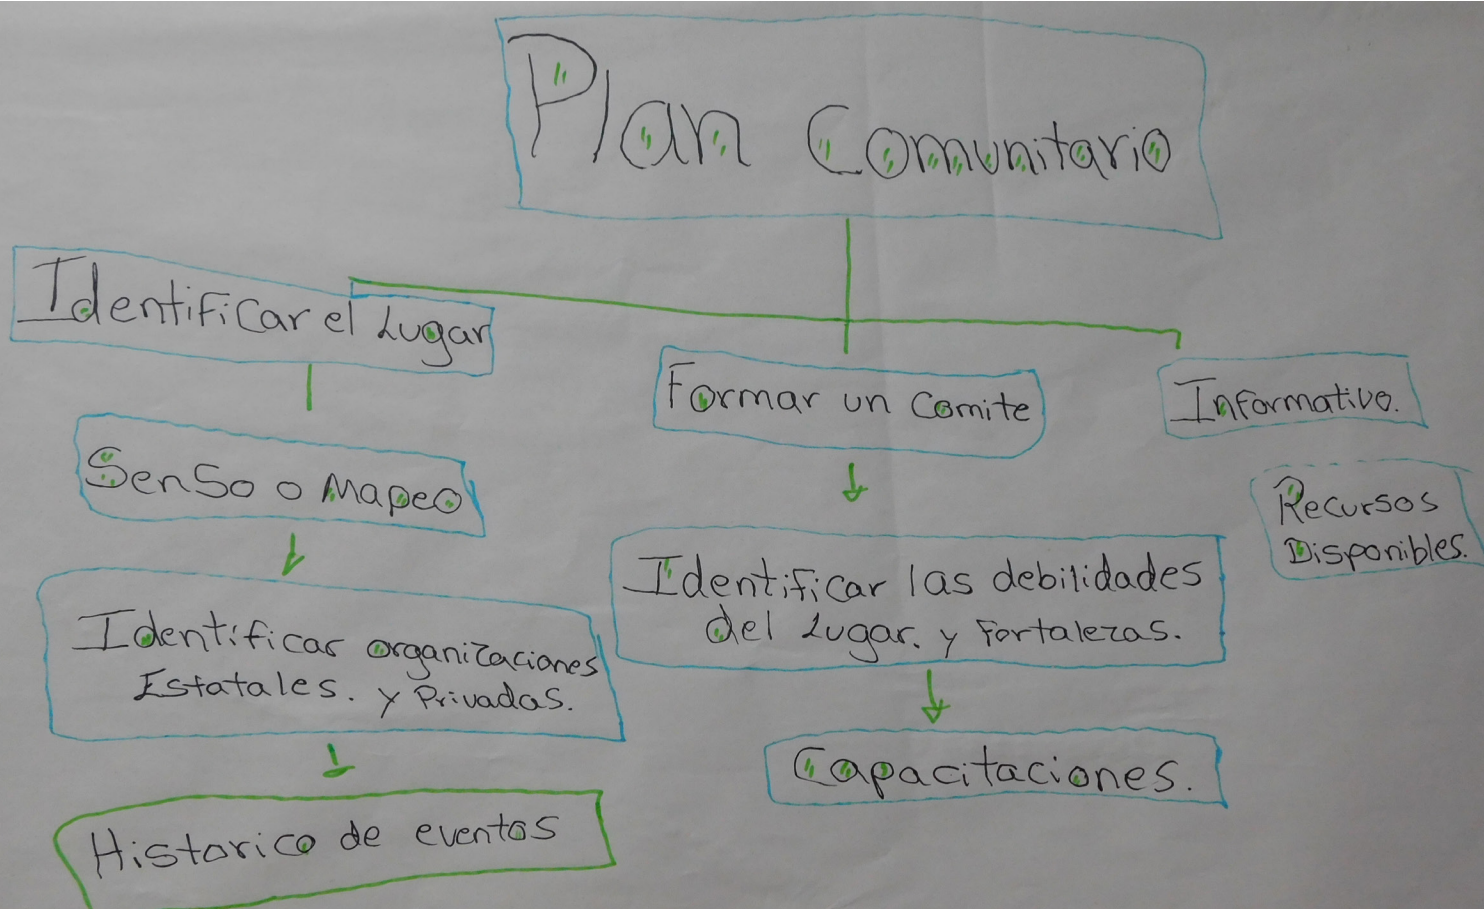 Plan Comunitario
Identificar el Lugar
Senso o Mapeo
Identificar organizaciones
Estatales. y Privadas.
Historico de eventos
Formar un Comite
Identificar las debilidades
del Lugar. y Fortalezas.
Capacitaciones.
Informativo.
Recursos
Disponibles.